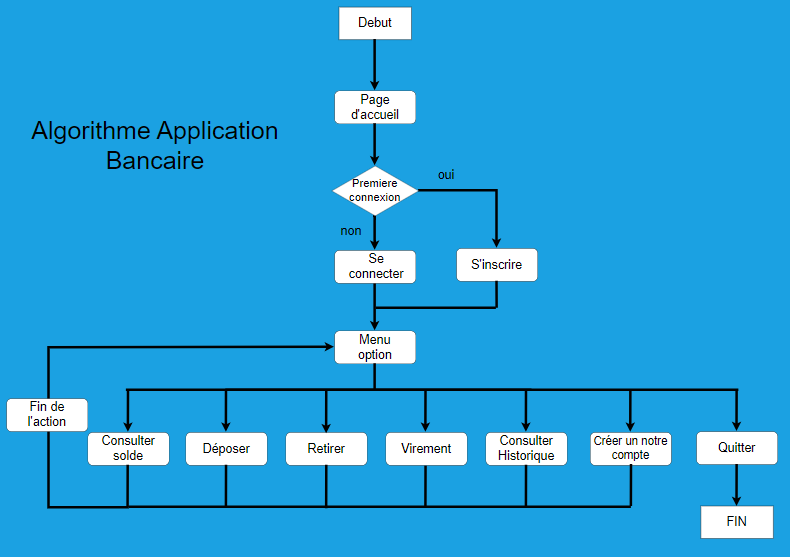 Debut
Page
d'accueil
Algorithme Application
Bancaire
Premiere
connexion
oui
non
Se
connecter
S'inscrire
Menu
option
Fin de
l'action
Consulter
solde
Déposer
Retirer
Virement
Consulter
Historique
Créer un notre
compte
Quitter
FIN